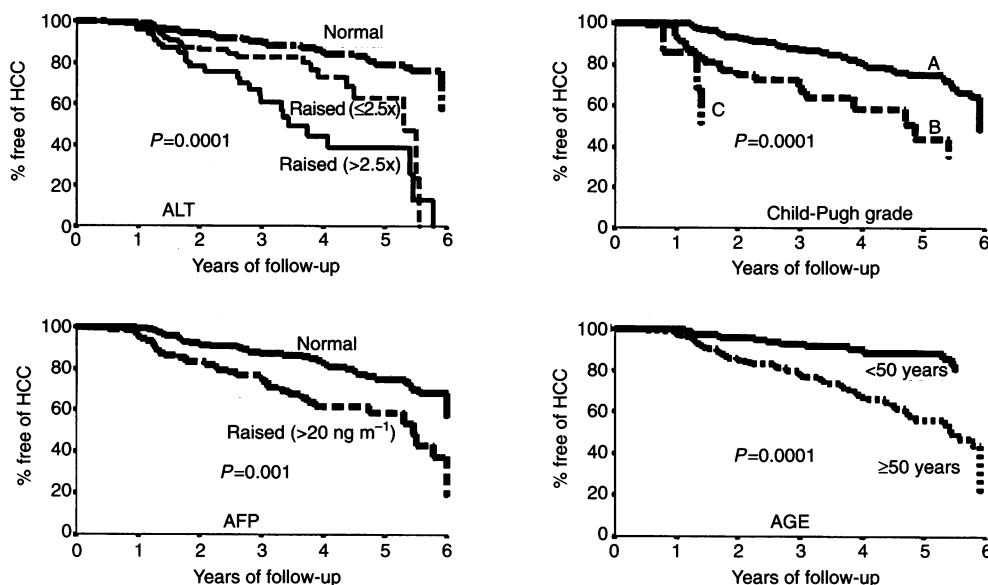 % free of HCC
100
80
60
40
20
0
Normal
Raised (≤2.5x)
P=0.0001
Raised (>2.5x)
ALT
0 1 2 3 4 5 6
Years of follow-up
% free of HCC
100
80
60
40
20
0
A
C
B
P=0.0001
Child-Pugh grade
0 1 2 3 4 5 6
Years of follow-up
% free of HCC
100
80
60
40
20
0
Normal
Raised (>20 ng m⁻¹)
P=0.001
AFP
0 1 2 3 4 5 6
Years of follow-up
% free of HCC
100
80
60
40
20
0
<50 years
P=0.0001
≥50 years
AGE
0 1 2 3 4 5 6
Years of follow-up